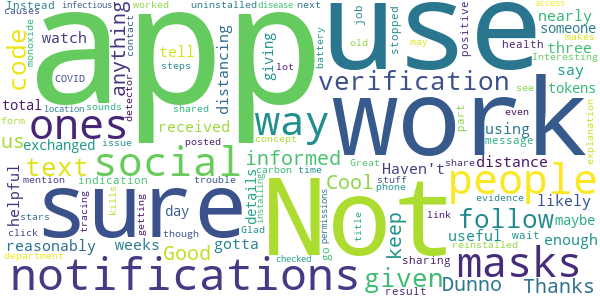 Instead infectious uninstalled disease next
causes worked job stopped
app use
code monoxide COVID watch anything contact tell steps distancing giving lot battery old may positive health nearly someone
access makes Interesting
three
total location sounds detector shared verification say tokens
ones received way using see even
us exchanged issue posted concept part message explanation
form work
text social informed distance people
mention indication trouble Great carbon time Haven't share stuff phone evidence
helpful tracing kills stars click getting though day Cool details installing Glad
sure Not
permissions title link follow likely
keep useful wait enough maybe
reasonably weeks Good gotta go checked sharing reinstalled
department masks
notifications given result Dunno Thanks